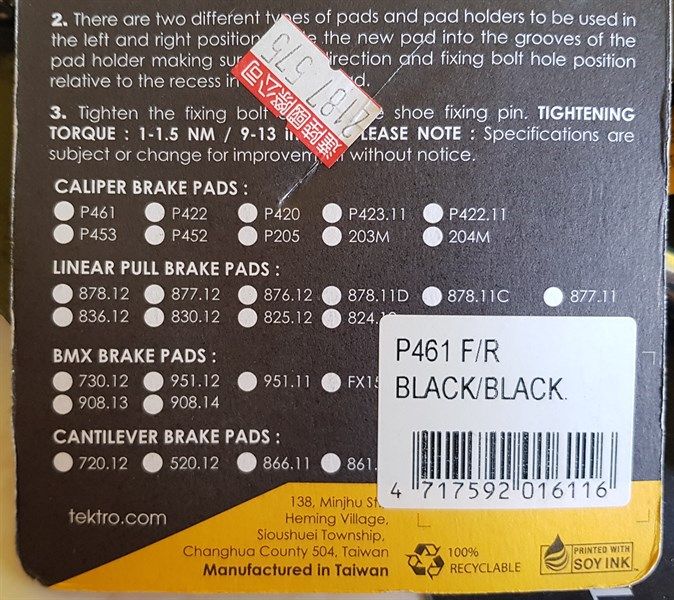 2. There are two different types of pads and pad holders to be used in
the left and right position the new pad into the grooves of the
pad holder making direction and fixing bolt hole position
relative to the recess in
3. Tighten the fixing bolt shoe fixing pin. TIGHTENING
TORQUE : 1-1.5 NM / 9-13 PLEASE NOTE : Specifications are
subject or change for improvement without notice.
2187 575
CALIPER BRAKE PADS :
P461 P422 P420 P423.11 P422.11
P453 P452 P205 203M 204M
LINEAR PULL BRAKE PADS :
878.12 877.12 876.12 878.11D 878.11C 877.11
836.12 830.12 825.12
BMX BRAKE PADS :
730.12 951.12 951.11
908.13 908.14
CANTILEVER BRAKE PADS :
720.12 520.12 866.11
P461 F/R
BLACK/BLACK.
4 717592 016116
tektro.com
138, Minjhu
Heming Village,
Sioushuei Township,
Changhua County 504, Taiwan
Manufactured in Taiwan
100%
RECYCLABLE
PRINTED WITH
SOY INK